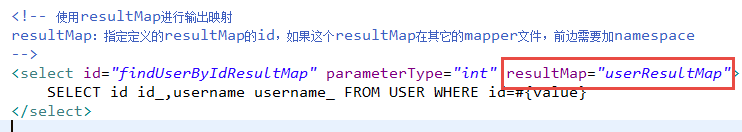 <!-- 使用resultMap进行输出映射
resultMap：指定定义的resultMap的id，如果这个resultMap在其它的mapper文件，前边需要加namespace
-->
<select id="findUserByIdResultMap" parameterType="int" resultMap="userResultMap">
SELECT id id_,username username_ FROM USER WHERE id=#{value}
</select>